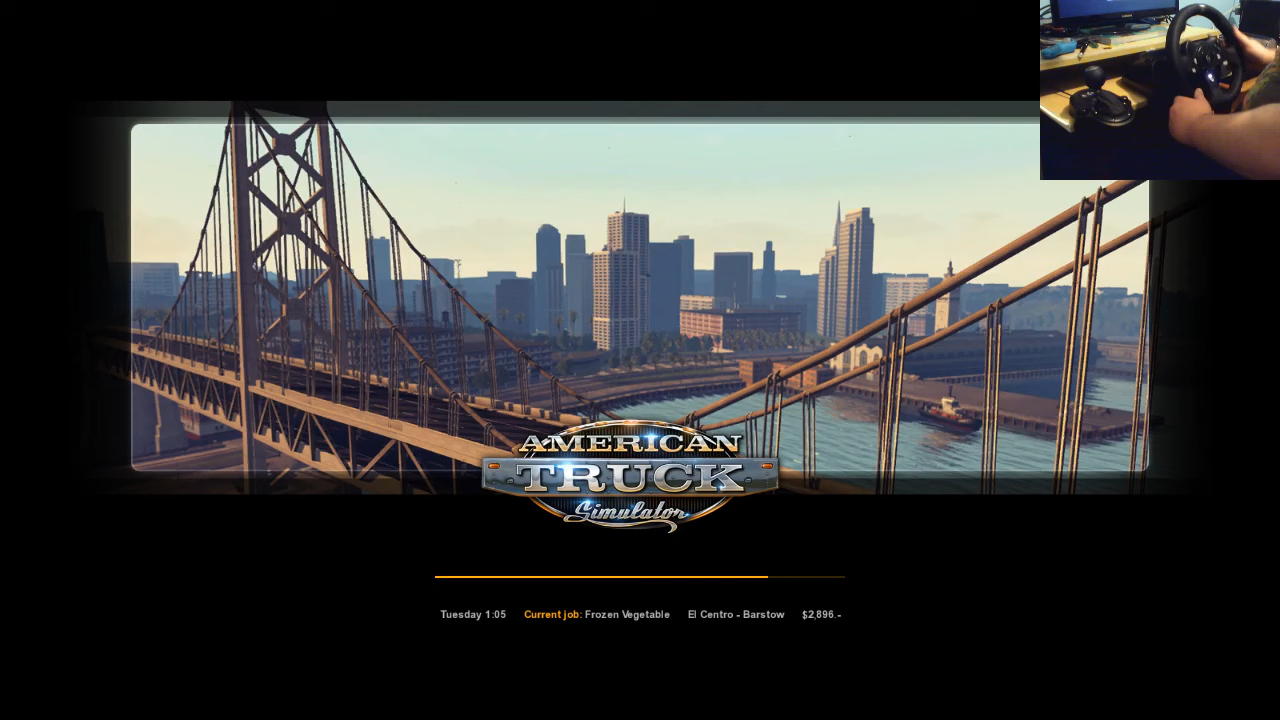 AMERICAN
TRUCK
Simulator
Tuesday 1:05 Current job: Frozen Vegetable El Centro - Barstow $2,896.-